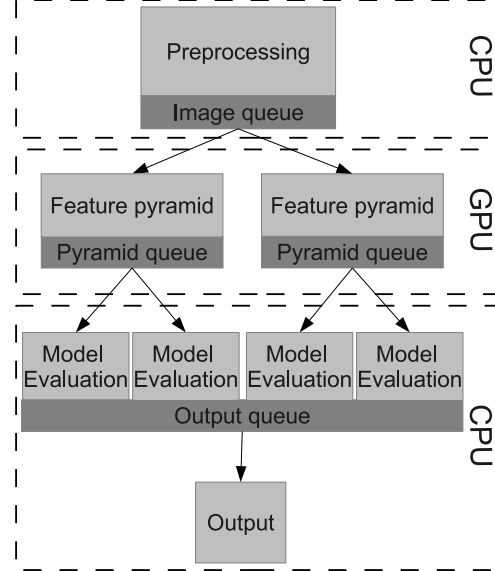 Preprocessing
Image queue
CPU
Feature pyramid
Feature pyramid
Pyramid queue
Pyramid queue
GPU
Model
Evaluation
Model
Evaluation
Model
Evaluation
Model
Evaluation
Output queue
Output
CPU